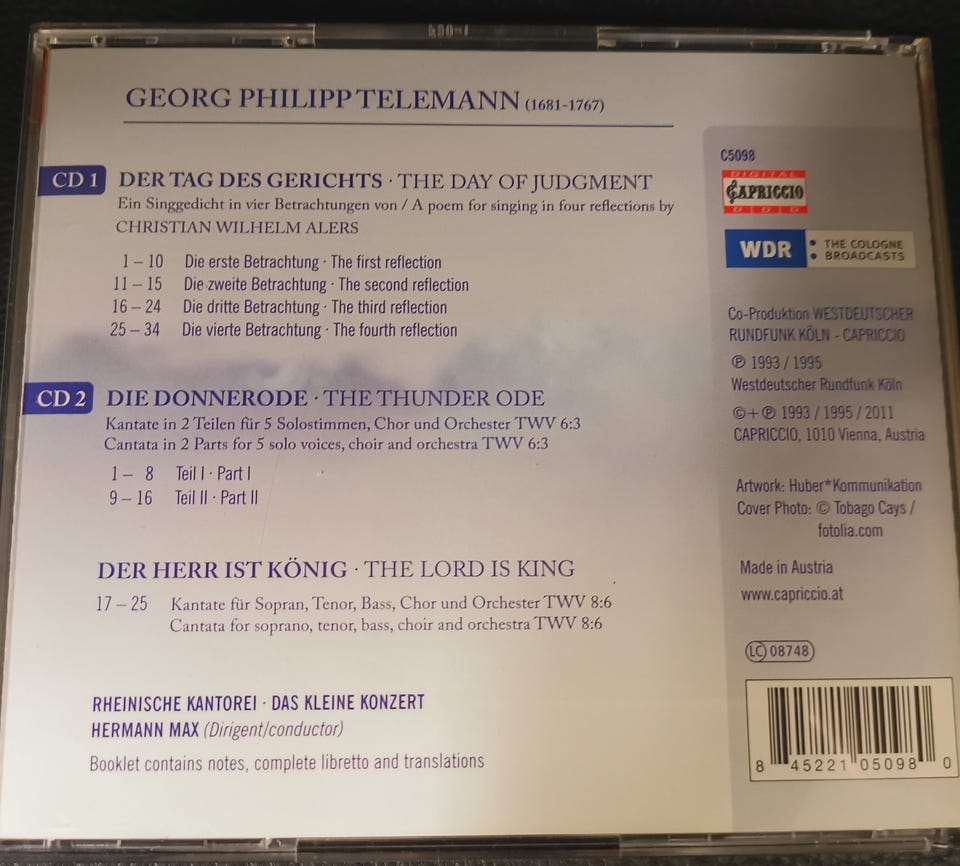 GEORG PHILIPP TELEMANN (1681-1767)
CD 1 DER TAG DES GERICHTS · THE DAY OF JUDGMENT
Ein Singgedicht in vier Betrachtungen von / A poem for singing in four reflections by
CHRISTIAN WILHELM ALERS
1 – 10 Die erste Betrachtung · The first reflection
11 – 15 Die zweite Betrachtung · The second reflection
16 – 24 Die dritte Betrachtung · The third reflection
25 – 34 Die vierte Betrachtung · The fourth reflection
CD 2 DIE DONNERODE · THE THUNDER ODE
Kantate in 2 Teilen für 5 Solostimmen, Chor und Orchester TWV 6:3
Cantata in 2 Parts for 5 solo voices, choir and orchestra TWV 6:3
1 – 8 Teil I · Part I
9 – 16 Teil II · Part II
DER HERR IST KÖNIG · THE LORD IS KING
17 – 25 Kantate für Sopran, Tenor, Bass, Chor und Orchester TWV 8:6
Cantata for soprano, tenor, bass, choir and orchestra TWV 8:6
RHEINISCHE KANTOREI · DAS KLEINE KONZERT
HERMANN MAX (Dirigent/conductor)
Booklet contains notes, complete libretto and translations
C5098
DIGITAL
CAPRICCIO
WDR : THE COLOGNE
BROADCASTS
Co-Produktion WESTDEUTSCHER
RUNDFUNK KÖLN - CAPRICCIO
℗ 1993 / 1995
Westdeutscher Rundfunk Köln
©+℗ 1993 / 1995 / 2011
CAPRICCIO, 1010 Vienna, Austria
Artwork: Huber*Kommunikation
Cover Photo: © Tobago Cays /
fotolia.com
Made in Austria
www.capriccio.at
LC 08748
8 45221 05098 0